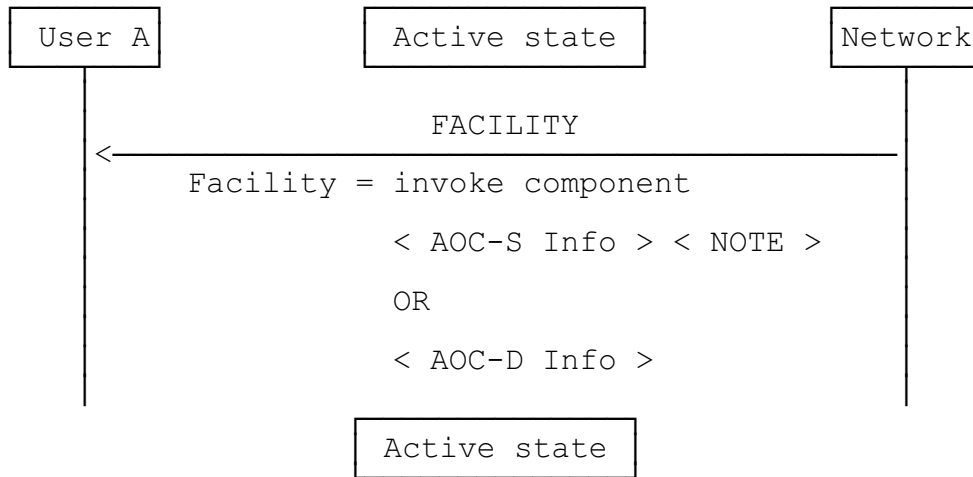 User A Active state Network
FACILITY
<
Facility = invoke component
< AOC-S Info > < NOTE >
OR
< AOC-D Info >
Active state